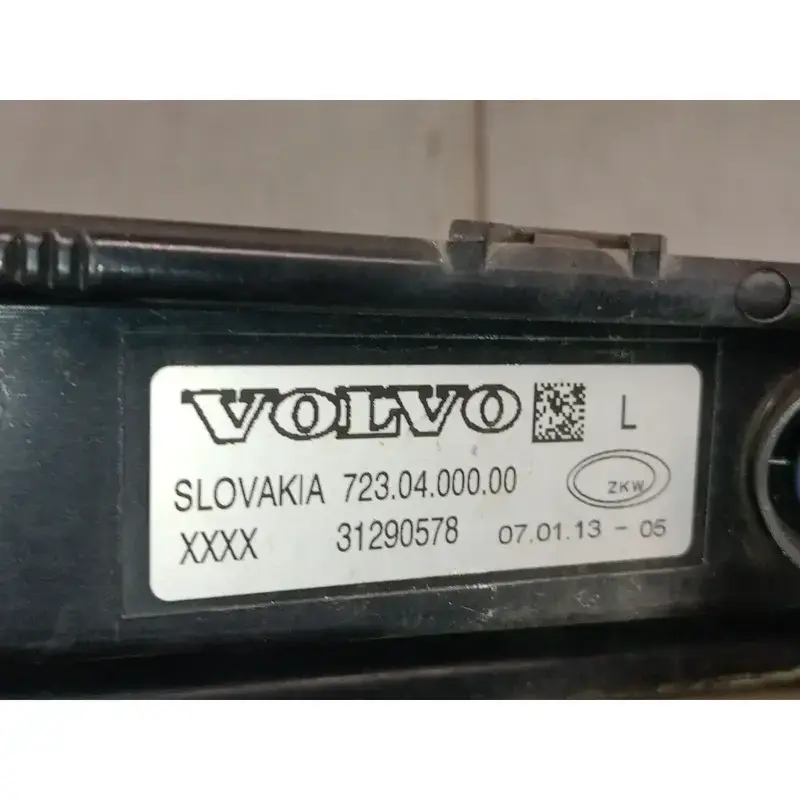 VOLVO L
SLOVAKIA 723.04.000.00 ZKW
XXXX 31290578 07.01.13 - 05